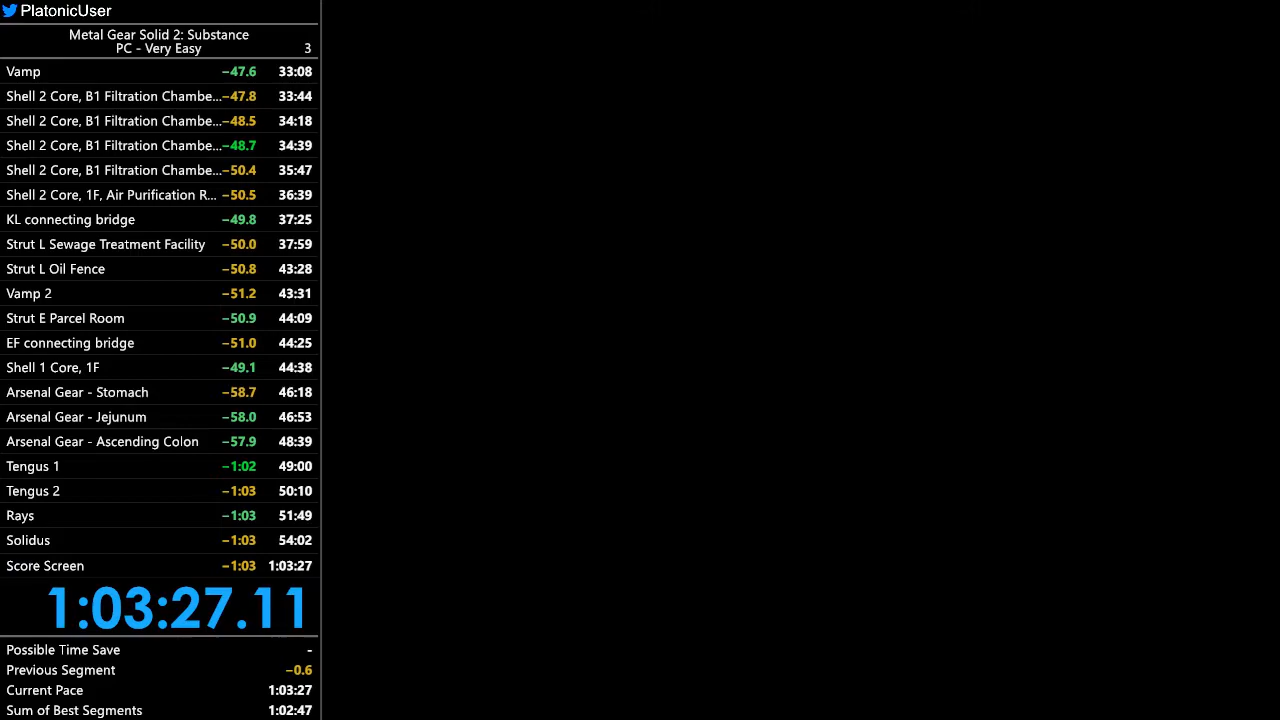 PlatonicUser
Metal Gear Solid 2: Substance
PC - Very Easy 3
Vamp −47.6 33:08
Shell 2 Core, B1 Filtration Chambe... −47.8 33:44
Shell 2 Core, B1 Filtration Chambe... −48.5 34:18
Shell 2 Core, B1 Filtration Chambe... −48.7 34:39
Shell 2 Core, B1 Filtration Chambe... −50.4 35:47
Shell 2 Core, 1F, Air Purification R... −50.5 36:39
KL connecting bridge −49.8 37:25
Strut L Sewage Treatment Facility −50.0 37:59
Strut L Oil Fence −50.8 43:28
Vamp 2 −51.2 43:31
Strut E Parcel Room −50.9 44:09
EF connecting bridge −51.0 44:25
Shell 1 Core, 1F −49.1 44:38
Arsenal Gear - Stomach −58.7 46:18
Arsenal Gear - Jejunum −58.0 46:53
Arsenal Gear - Ascending Colon −57.9 48:39
Tengus 1 −1:02 49:00
Tengus 2 −1:03 50:10
Rays −1:03 51:49
Solidus −1:03 54:02
Score Screen −1:03 1:03:27
1:03:27.11
Possible Time Save -
Previous Segment −0.6
Current Pace 1:03:27
Sum of Best Segments 1:02:47